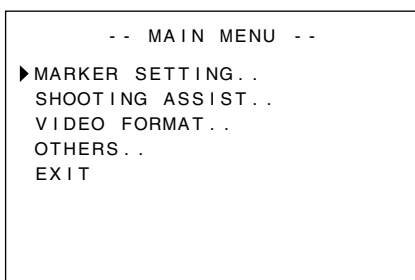 -- MAIN MENU --
MARKER SETTING..
SHOOTING ASSIST..
VIDEO FORMAT..
OTHERS..
EXIT